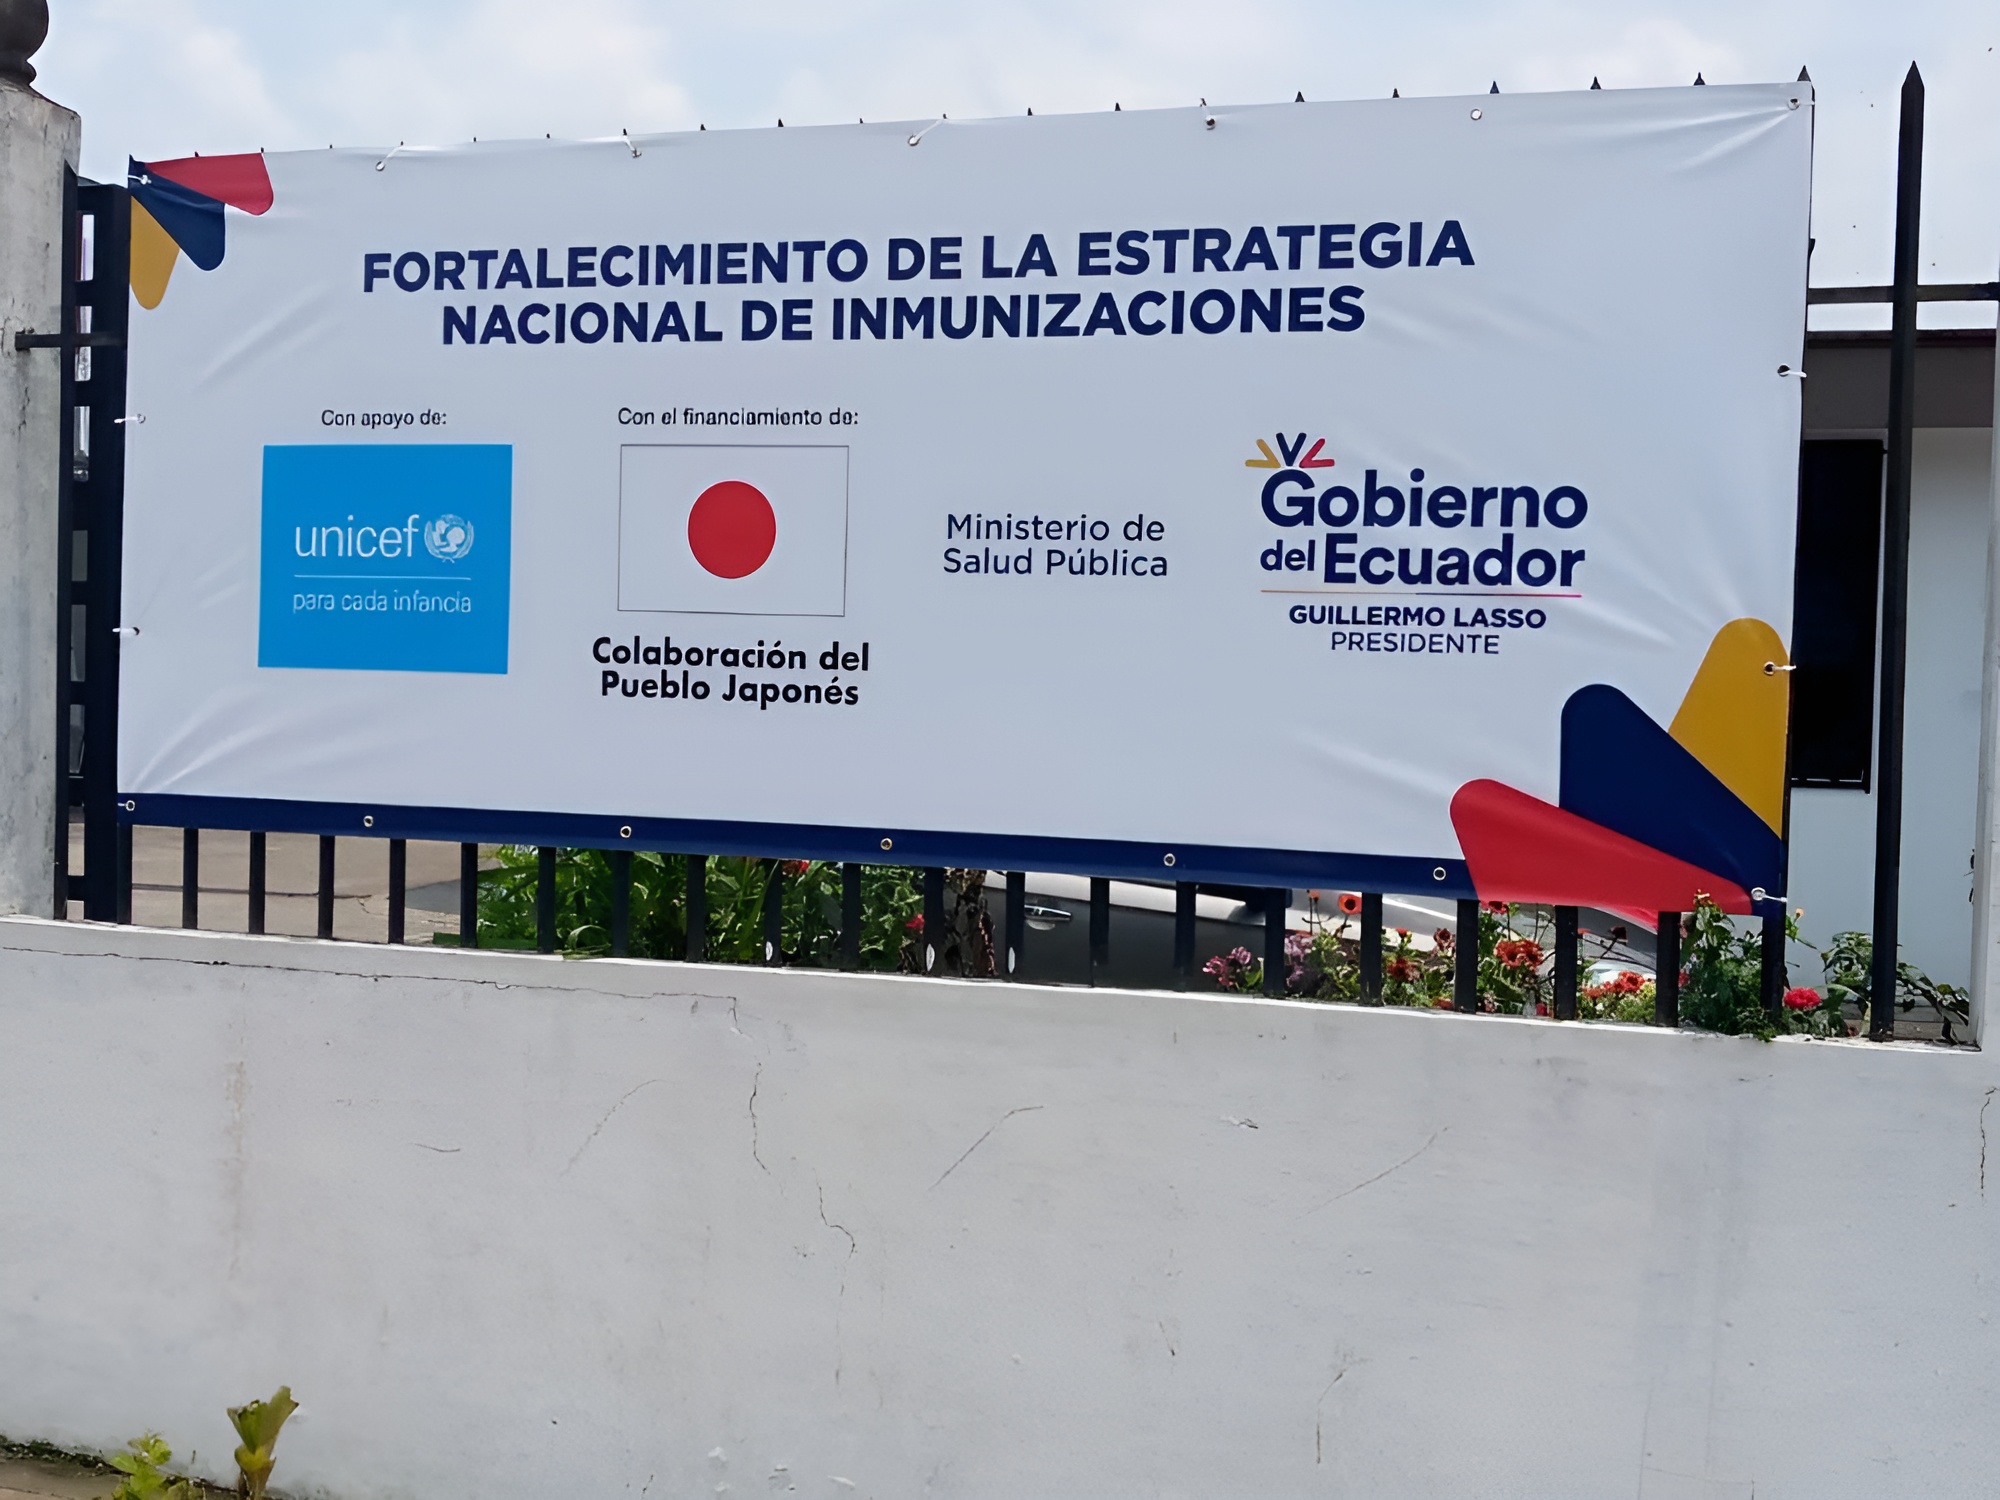 FORTALECIMIENTO DE LA ESTRATEGIA
NACIONAL DE INMUNIZACIONES
Con apoyo de:
unicef
para cada infancia
Con el financiamiento de:
Colaboración del
Pueblo Japonés
Ministerio de
Salud Pública
Gobierno
del Ecuador
GUILLERMO LASSO
PRESIDENTE